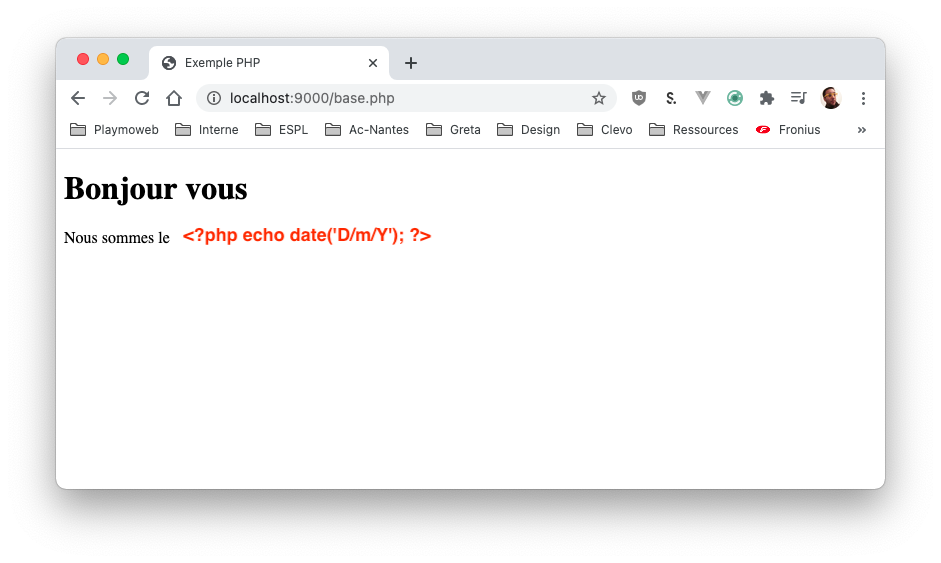 Exemple PHP
localhost:9000/base.php
S.
Playmoweb Interne ESPL Ac-Nantes Greta Design Clevo Ressources Fronius »
Bonjour vous
Nous sommes le <?php echo date('D/m/Y'); ?>